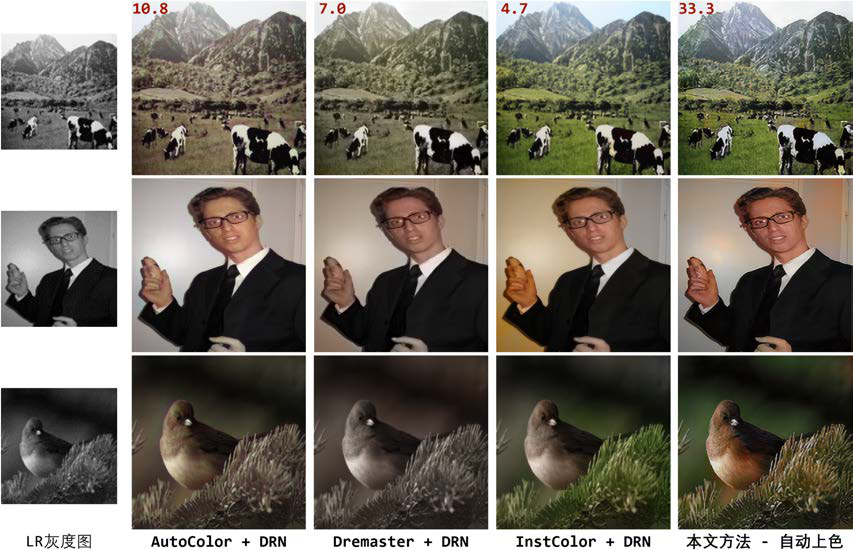 10.8
7.0
4.7
33.3
LR灰度图
AutoColor + DRN
Dremaster + DRN
InstColor + DRN
本文方法 - 自动上色